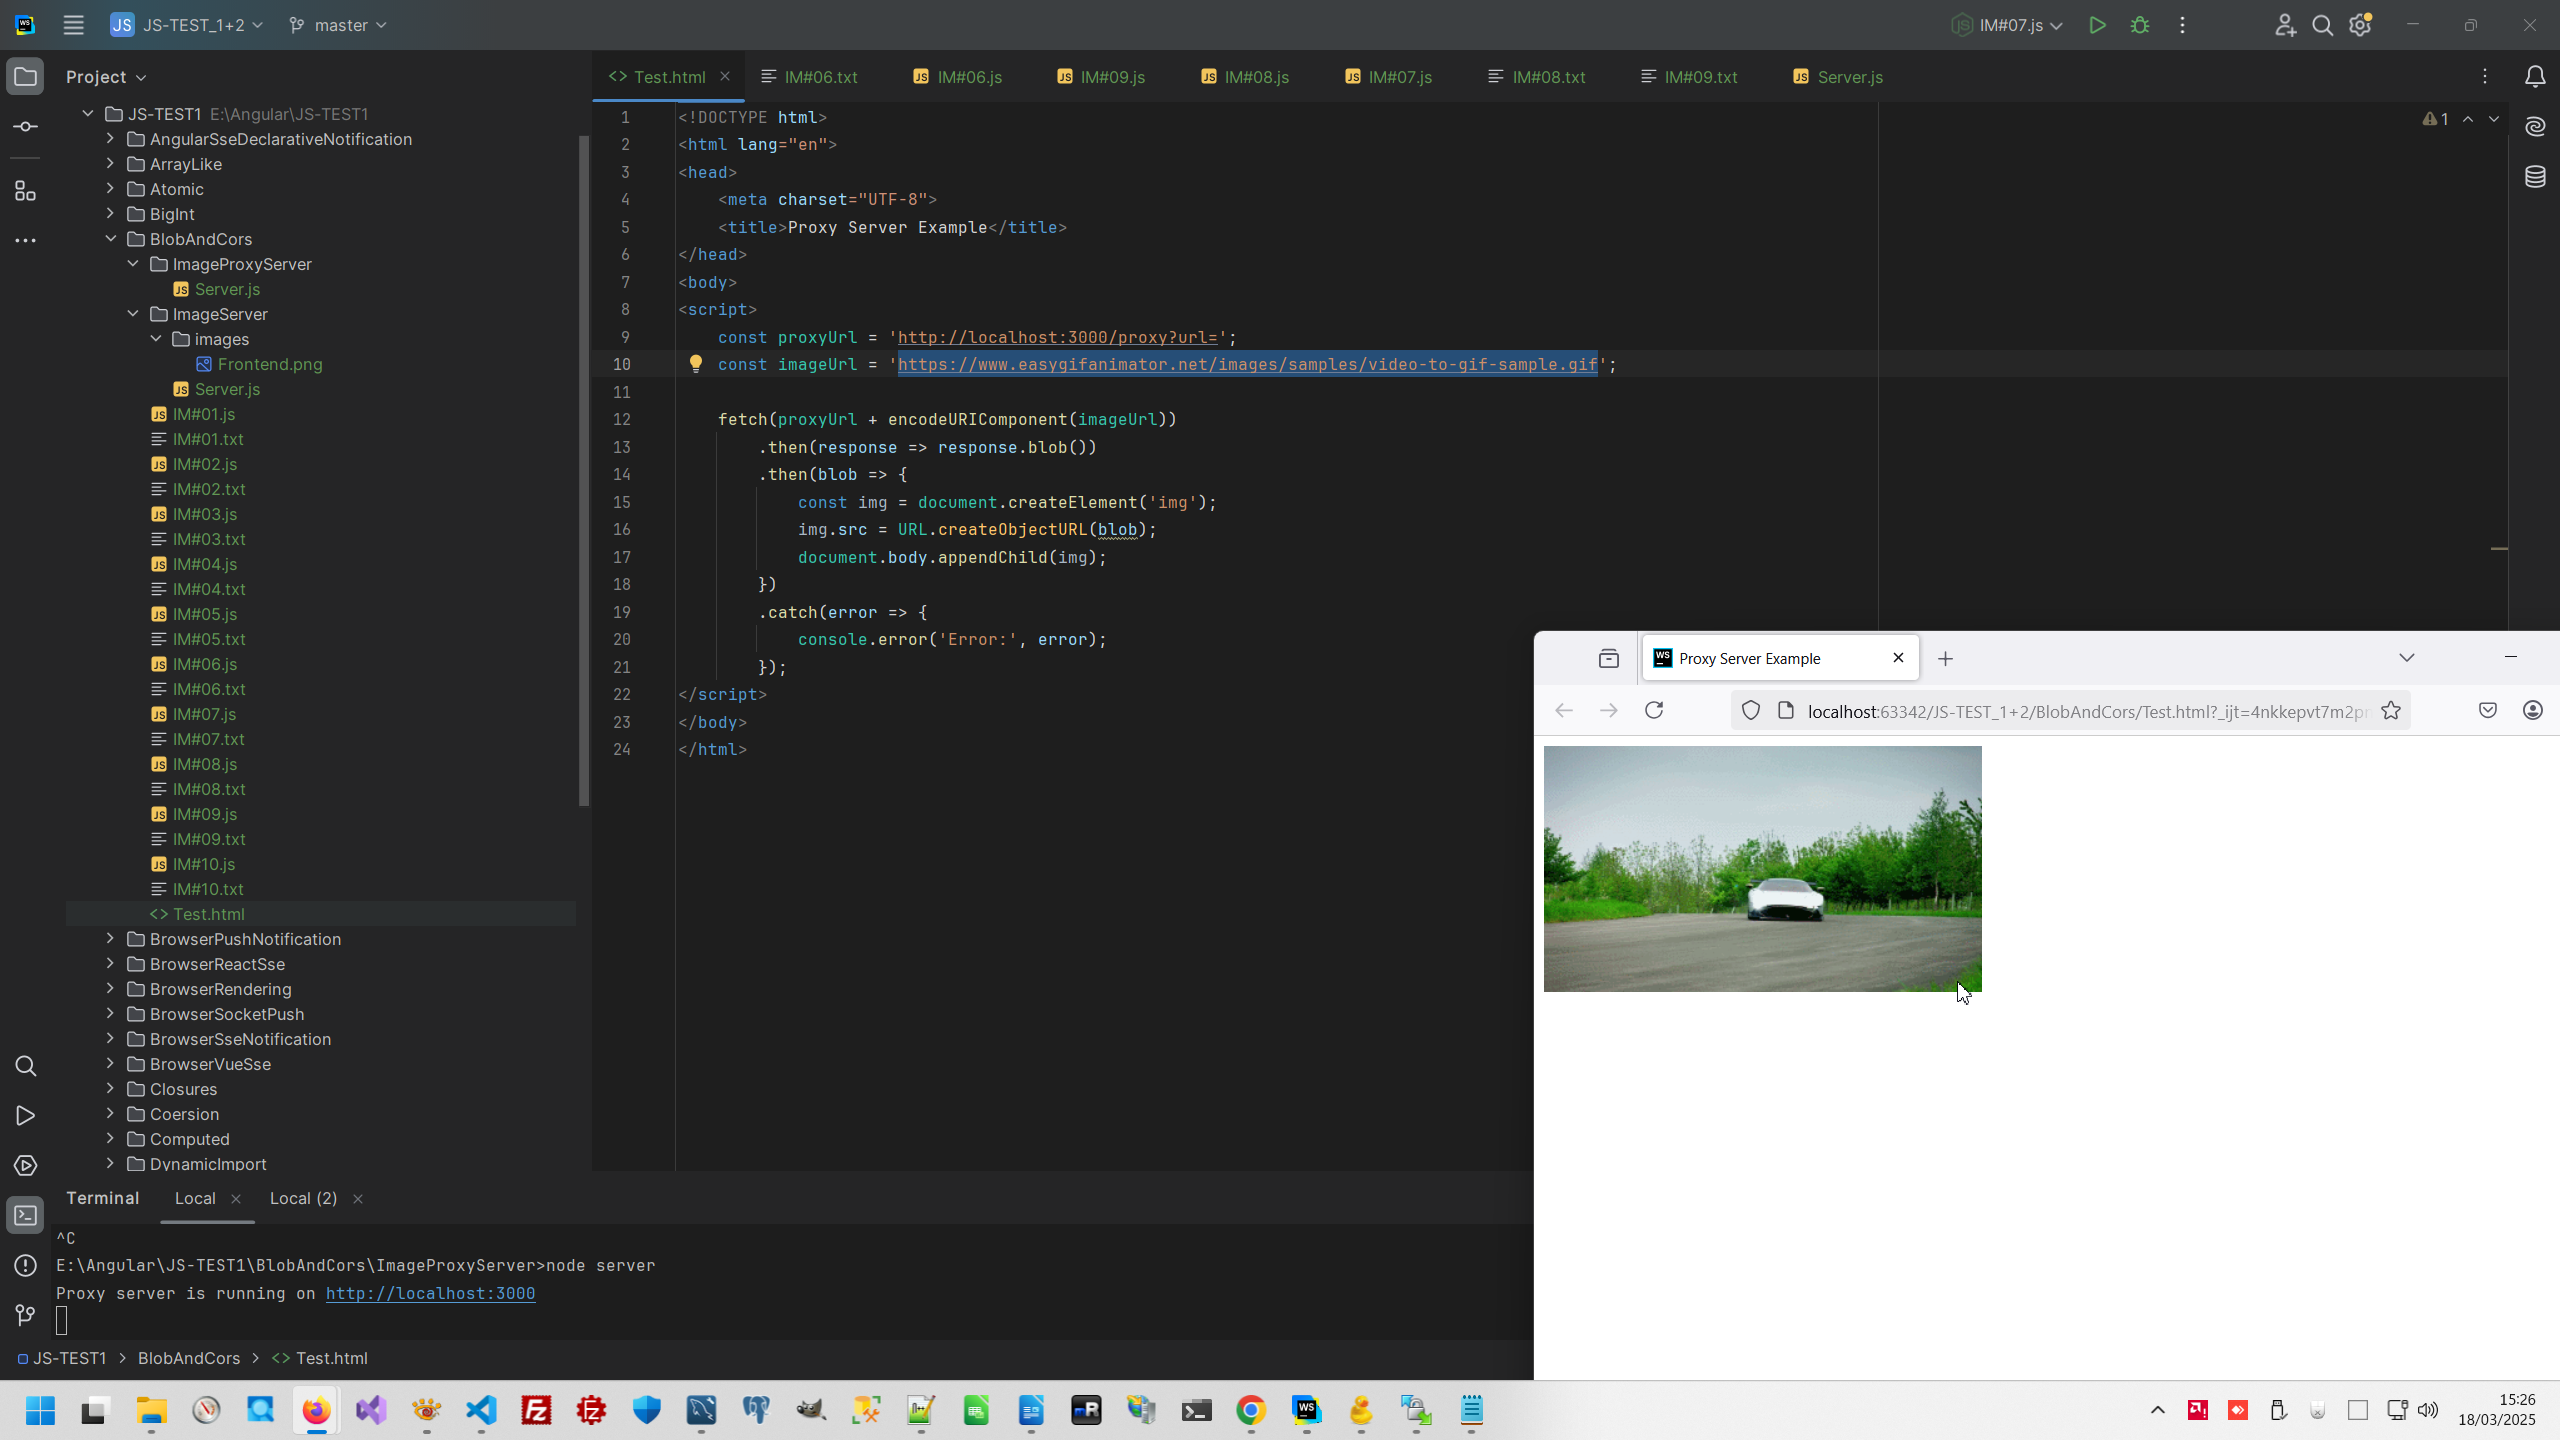 JS JS-TEST_1+2 master IM#07.js
Project
JS-TEST1 E:\Angular\JS-TEST1
AngularSseDeclarativeNotification
ArrayLike
Atomic
BigInt
BlobAndCors
ImageProxyServer
Server.js
ImageServer
images
Frontend.png
Server.js
IM#01.js
IM#01.txt
IM#02.js
IM#02.txt
IM#03.js
IM#03.txt
IM#04.js
IM#04.txt
IM#05.js
IM#05.txt
IM#06.js
IM#06.txt
IM#07.js
IM#07.txt
IM#08.js
IM#08.txt
IM#09.js
IM#09.txt
IM#10.js
IM#10.txt
Test.html
BrowserPushNotification
BrowserReactSse
BrowserRendering
BrowserSocketPush
BrowserSseNotification
BrowserVueSse
Closures
Coersion
Computed
DynamicImport
Test.html IM#06.txt IM#06.js IM#09.js IM#08.js IM#07.js IM#08.txt IM#09.txt Server.js
1
1 <!DOCTYPE html>
2 <html lang="en">
3 <head>
4 <meta charset="UTF-8">
5 <title>Proxy Server Example</title>
6 </head>
7 <body>
8 <script>
9 const proxyUrl = 'http://localhost:3000/proxy?url=';
10 const imageUrl = 'https://www.easygifanimator.net/images/samples/video-to-gif-sample.gif';
11
12 fetch(proxyUrl + encodeURIComponent(imageUrl))
13 .then(response => response.blob())
14 .then(blob => {
15 const img = document.createElement('img');
16 img.src = URL.createObjectURL(blob);
17 document.body.appendChild(img);
18 })
19 .catch(error => {
20 console.error('Error:', error);
21 });
22 </script>
23 </body>
24 </html>
Proxy Server Example
localhost:63342/JS-TEST_1+2/BlobAndCors/Test.html?_ijt=4nkkepvt7m2p
Terminal Local Local (2)
^C
E:\Angular\JS-TEST1\BlobAndCors\ImageProxyServer>node server
Proxy server is running on http://localhost:3000
JS-TEST1 > BlobAndCors > Test.html
15:26
18/03/2025